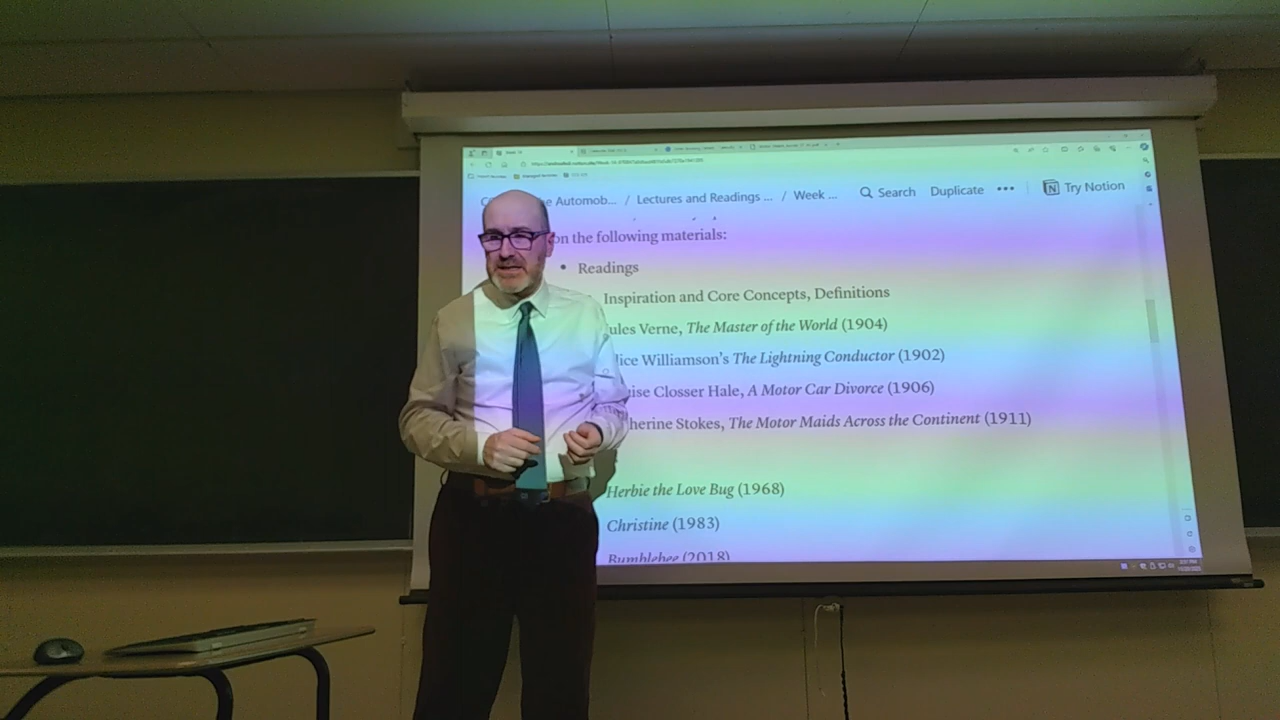 e Automob... / Lectures and Readings ... / Week ... Search Duplicate ••• Try Notion
on the following materials:
• Readings
Inspiration and Core Concepts, Definitions
ules Verne, The Master of the World (1904)
lice Williamson's The Lightning Conductor (1902)
uise Closser Hale, A Motor Car Divorce (1906)
herine Stokes, The Motor Maids Across the Continent (1911)
Herbie the Love Bug (1968)
Christine (1983)
Bumblebee (2018)